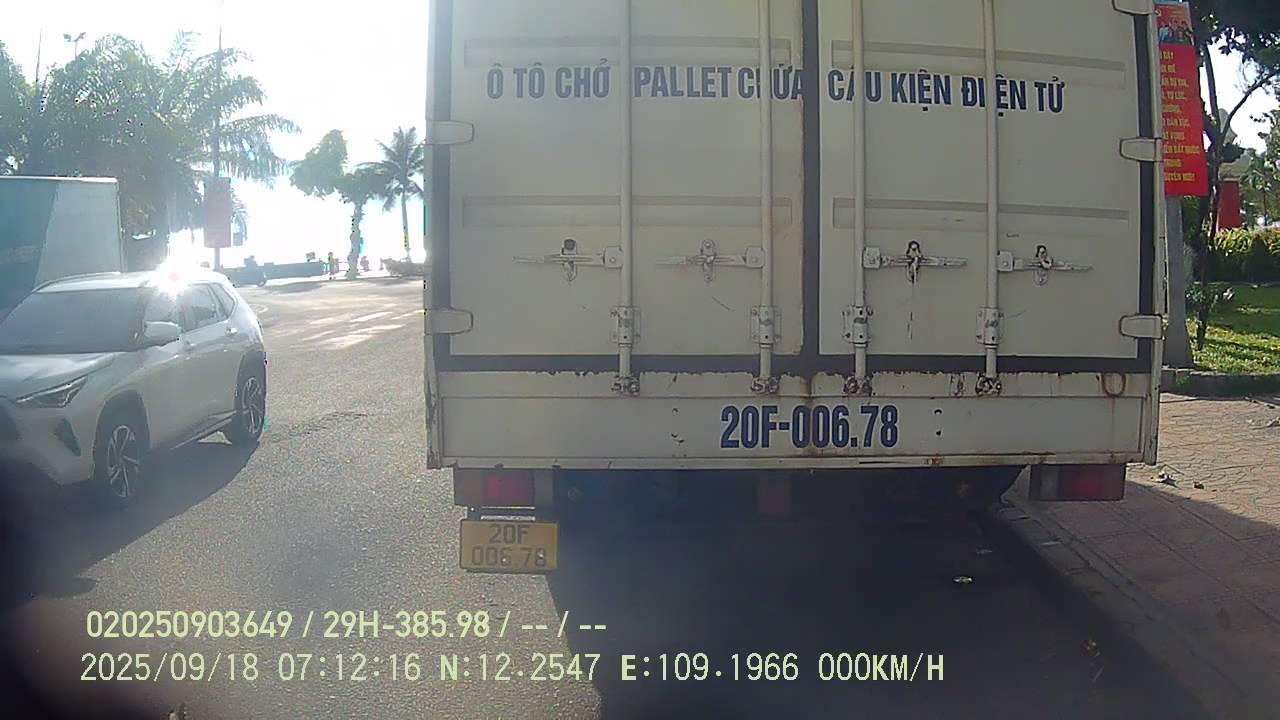 Ô TÔ CHỞ PALLET CHỨA CẤU KIỆN ĐIỆN TỬ
20F-006.78
20F
006.78
020250903649 / 29H-385.98 / -- / --
2025/09/18 07:12:16 N:12.2547 E:109.1966 000KM/H